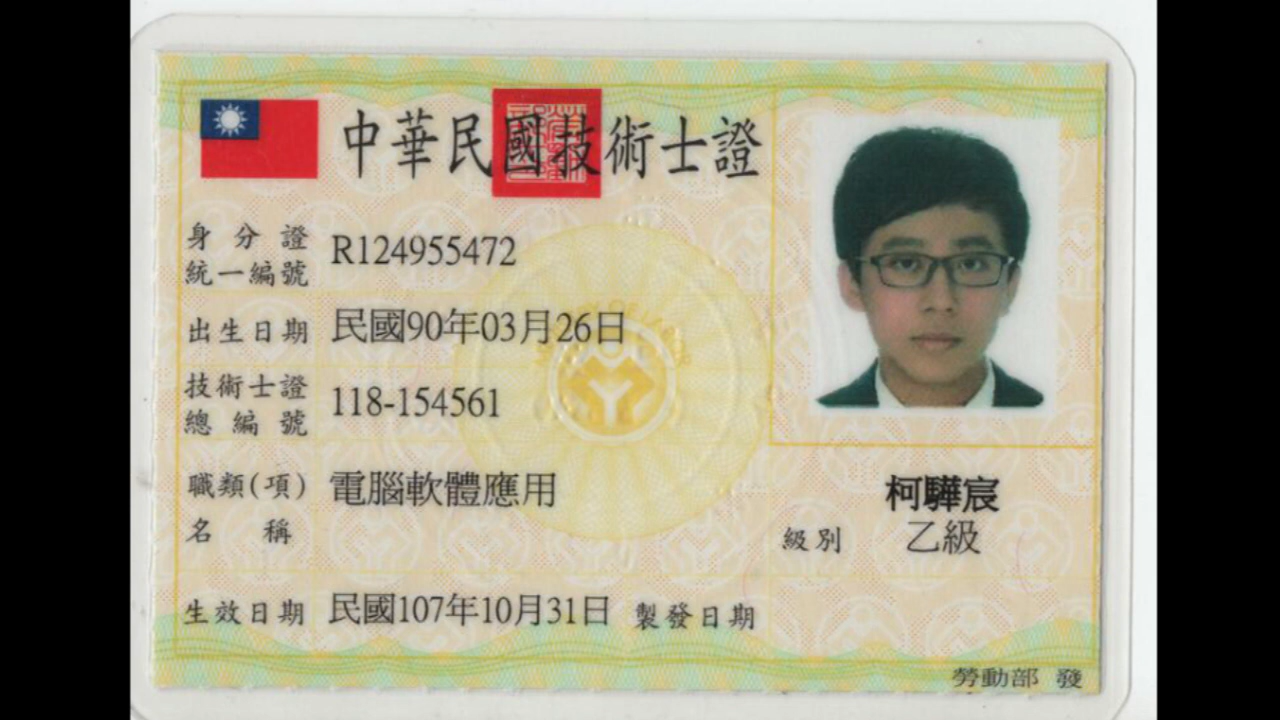 中華民國技術士證
身分證
統一編號 R124955472
出生日期 民國90年03月26日
技術士證
總編號 118-154561
職類(項)
名稱 電腦軟體應用
柯驊宸
級別 乙級
生效日期 民國107年10月31日 製發日期
勞動部 發